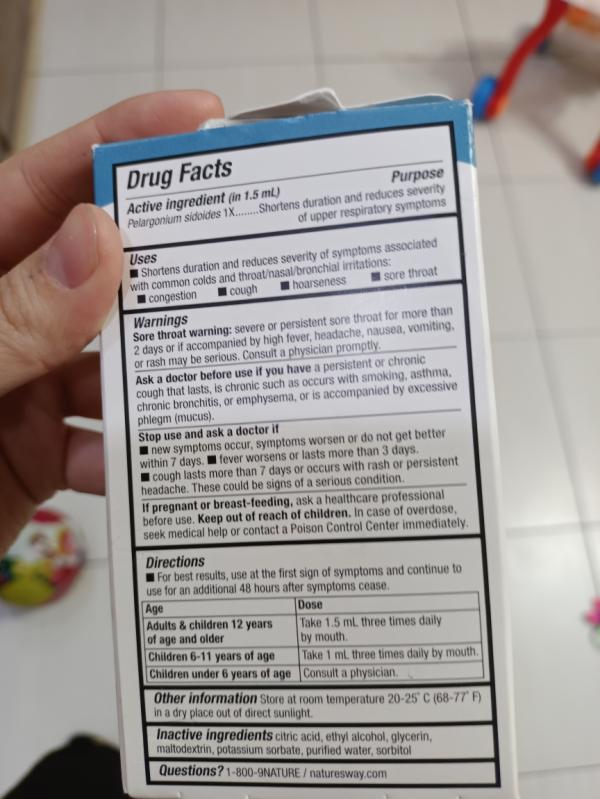 Drug Facts
Active ingredient (in 1.5 mL) Purpose
Pelargonium sidoides 1X........Shortens duration and reduces severity
of upper respiratory symptoms
Uses
■ Shortens duration and reduces severity of symptoms associated
with common colds and throat/nasal/bronchial irritations:
■ congestion ■ cough ■ hoarseness ■ sore throat
Warnings
Sore throat warning: severe or persistent sore throat for more than
2 days or if accompanied by high fever, headache, nausea, vomiting,
or rash may be serious. Consult a physician promptly.
Ask a doctor before use if you have a persistent or chronic
cough that lasts, is chronic such as occurs with smoking, asthma,
chronic bronchitis, or emphysema, or is accompanied by excessive
phlegm (mucus).
Stop use and ask a doctor if
■ new symptoms occur, symptoms worsen or do not get better
within 7 days. ■ fever worsens or lasts more than 3 days.
■ cough lasts more than 7 days or occurs with rash or persistent
headache. These could be signs of a serious condition.
If pregnant or breast-feeding, ask a healthcare professional
before use. Keep out of reach of children. In case of overdose,
seek medical help or contact a Poison Control Center immediately.
Directions
■ For best results, use at the first sign of symptoms and continue to
use for an additional 48 hours after symptoms cease.
Age Dose
Adults & children 12 years Take 1.5 mL three times daily
of age and older by mouth.
Children 6-11 years of age Take 1 mL three times daily by mouth.
Children under 6 years of age Consult a physician.
Other information Store at room temperature 20-25° C (68-77° F)
in a dry place out of direct sunlight.
Inactive ingredients citric acid, ethyl alcohol, glycerin,
maltodextrin, potassium sorbate, purified water, sorbitol
Questions? 1-800-9NATURE / naturesway.com